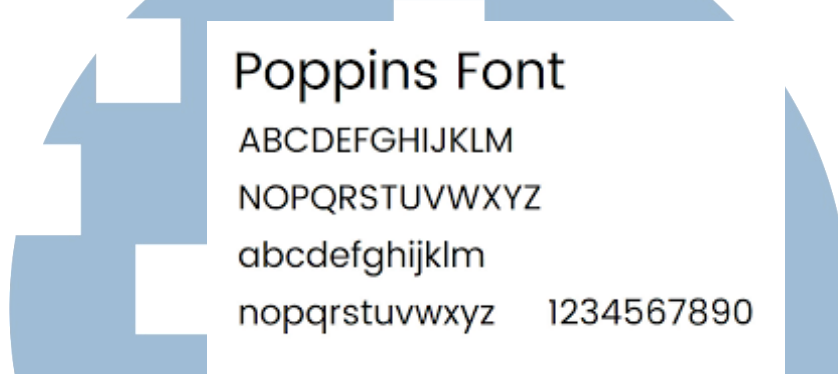 Poppins Font
ABCDEFGHIJKLM
NOPQRSTUVWXYZ
abcdefghijklm
nopqrstuvwxyz 1234567890